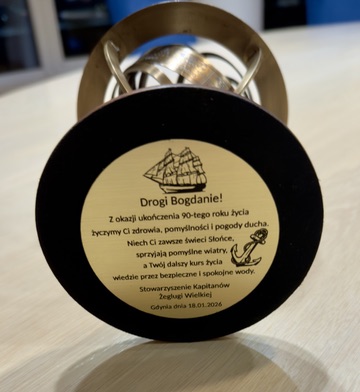 Drogi Bogdanie!
Z okazji ukończenia 90-tego roku życia
życzymy Ci zdrowia, pomyślności i pogody ducha.
Niech Ci zawsze świeci Słońce,
sprzyjają pomyślne wiatry,
a Twój dalszy kurs życia
wiedzie przez bezpieczne i spokojne wody.
Stowarzyszenie Kapitanów
Żeglugi Wielkiej
Gdynia dnia 18.01.2026